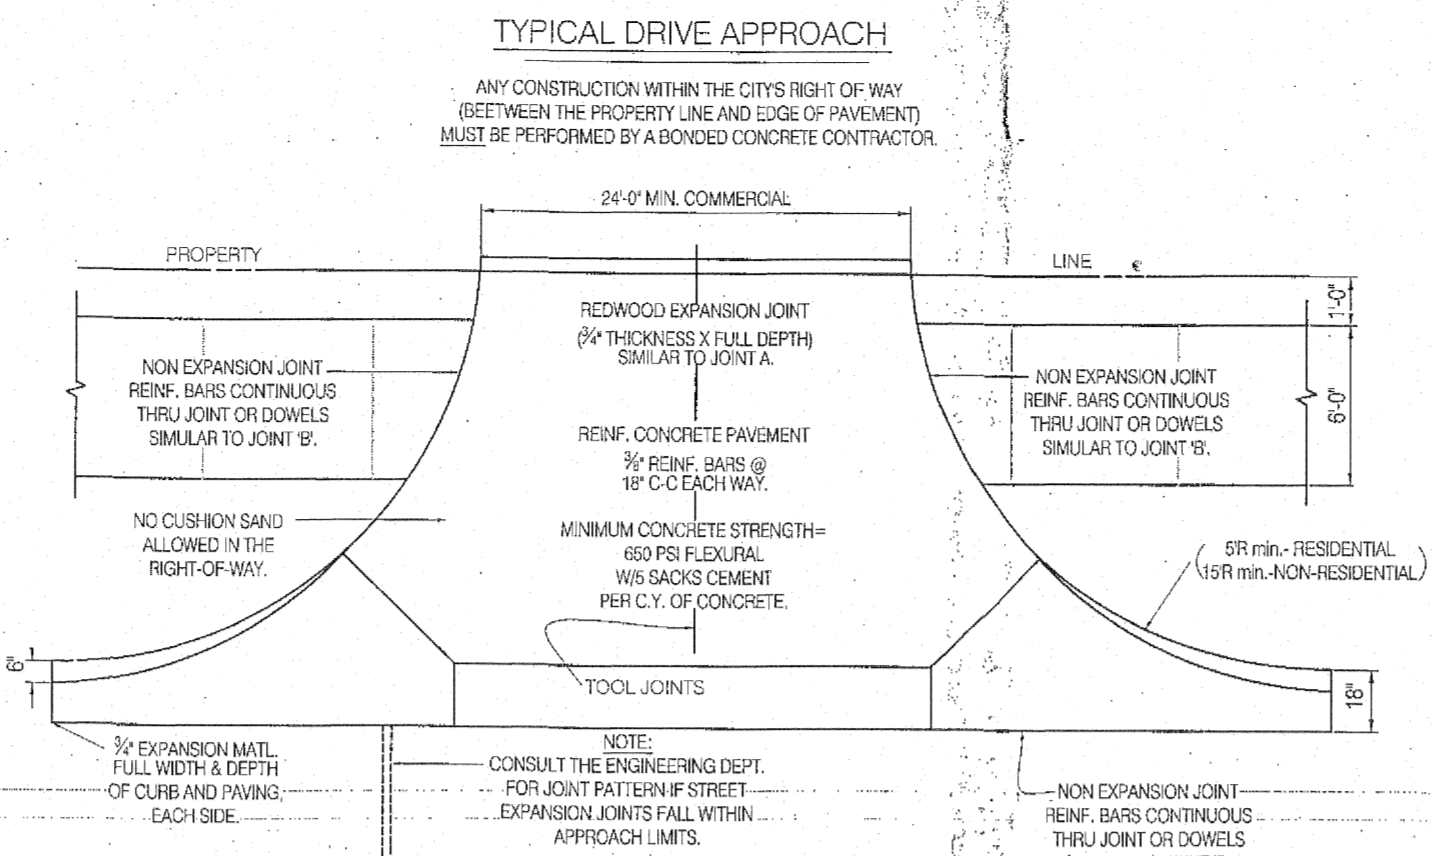 TYPICAL DRIVE APPROACH
ANY CONSTRUCTION WITHIN THE CITY'S RIGHT OF WAY
(BEETWEEN THE PROPERTY LINE AND EDGE OF PAVEMENT)
MUST BE PERFORMED BY A BONDED CONCRETE CONTRACTOR.
24'-0" MIN. COMMERCIAL
PROPERTY
LINE
1'-0"
REDWOOD EXPANSION JOINT
(3/4" THICKNESS X FULL DEPTH)
SIMILAR TO JOINT A.
NON EXPANSION JOINT
REINF. BARS CONTINUOUS
THRU JOINT OR DOWELS
SIMULAR TO JOINT 'B'.
NON EXPANSION JOINT
REINF. BARS CONTINUOUS
THRU JOINT OR DOWELS
SIMULAR TO JOINT 'B'.
6'-0"
REINF. CONCRETE PAVEMENT
3/8" REINF. BARS @
18" C-C EACH WAY.
NO CUSHION SAND
ALLOWED IN THE
RIGHT-OF-WAY.
MINIMUM CONCRETE STRENGTH=
650 PSI FLEXURAL
W/5 SACKS CEMENT
PER C.Y. OF CONCRETE.
(5'R min.- RESIDENTIAL
15'R min.-NON-RESIDENTIAL)
6"
TOOL JOINTS
18"
3/4" EXPANSION MATL.
FULL WIDTH & DEPTH
OF CURB AND PAVING,
EACH SIDE.
NOTE:
CONSULT THE ENGINEERING DEPT.
FOR JOINT PATTERN IF STREET
EXPANSION JOINTS FALL WITHIN
APPROACH LIMITS.
NON EXPANSION JOINT
REINF. BARS CONTINUOUS
THRU JOINT OR DOWELS